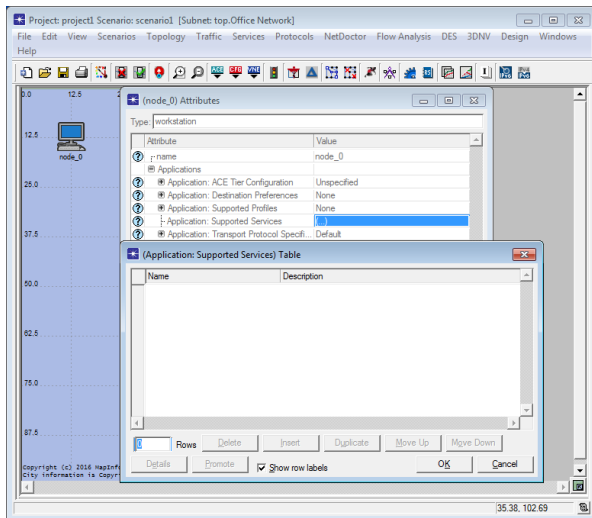 Project: project1 Scenario: scenario1 [Subnet: top.Office Network]
File Edit View Scenarios Topology Traffic Services Protocols NetDoctor Flow Analysis DES 3DNV Design Windows
Help
0.0 12.5
(node_0) Attributes
Type: workstation
Attribute Value
name node_0
Applications
Application: ACE Tier Configuration Unspecified
Application: Destination Preferences None
Application: Supported Profiles None
Application: Supported Services (...)
Application: Transport Protocol Specifi... Default
12.5
node_0
25.0
37.5
50.0
62.5
75.0
87.5
(Application: Supported Services) Table
Name Description
0 Rows Delete Insert Duplicate Move Up Move Down
Details Promote Show row labels OK Cancel
Copyright (c) 2016 MapInfo
City information is Copyr
35.38, 102.69